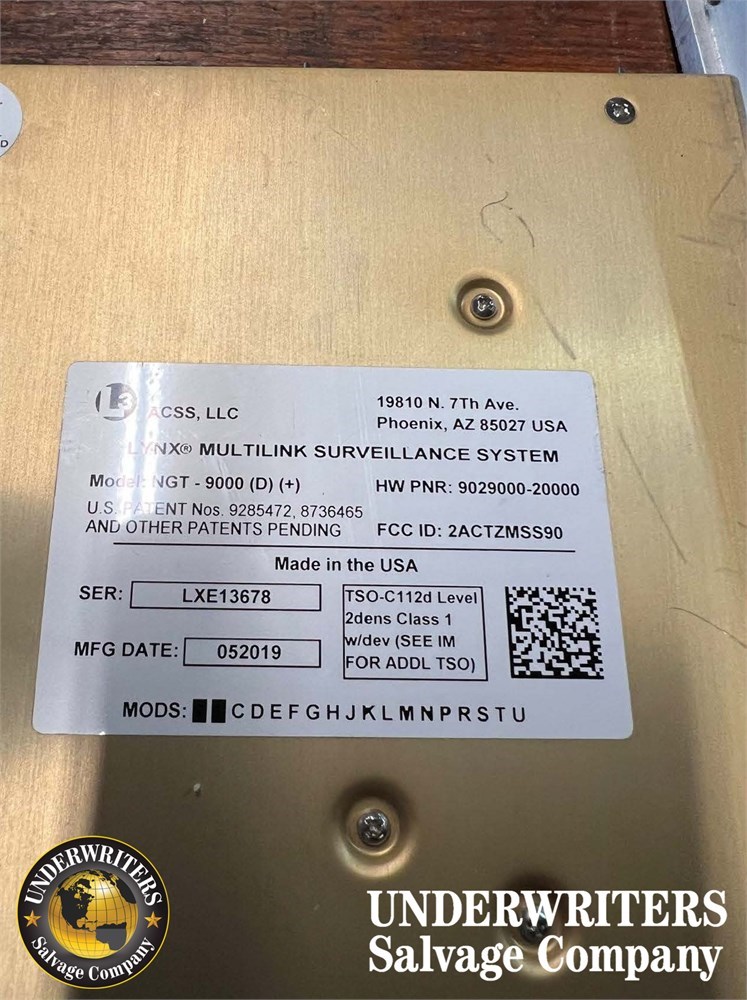 D
L3
ACSS, LLC
19810 N. 7Th Ave.
Phoenix, AZ 85027 USA
LYNX® MULTILINK SURVEILLANCE SYSTEM
Model: NGT - 9000 (D) (+)
HW PNR: 9029000-20000
U.S. PATENT Nos. 9285472, 8736465
AND OTHER PATENTS PENDING
FCC ID: 2ACTZMSS90
Made in the USA
SER: LXE13678
MFG DATE: 052019
TSO-C112d Level
2dens Class 1
w/dev (SEE IM
FOR ADDL TSO)
MODS: C D E F G H J K L M N P R S T U
UNDERWRITERS
Salvage Company
UNDERWRITERS
Salvage Company